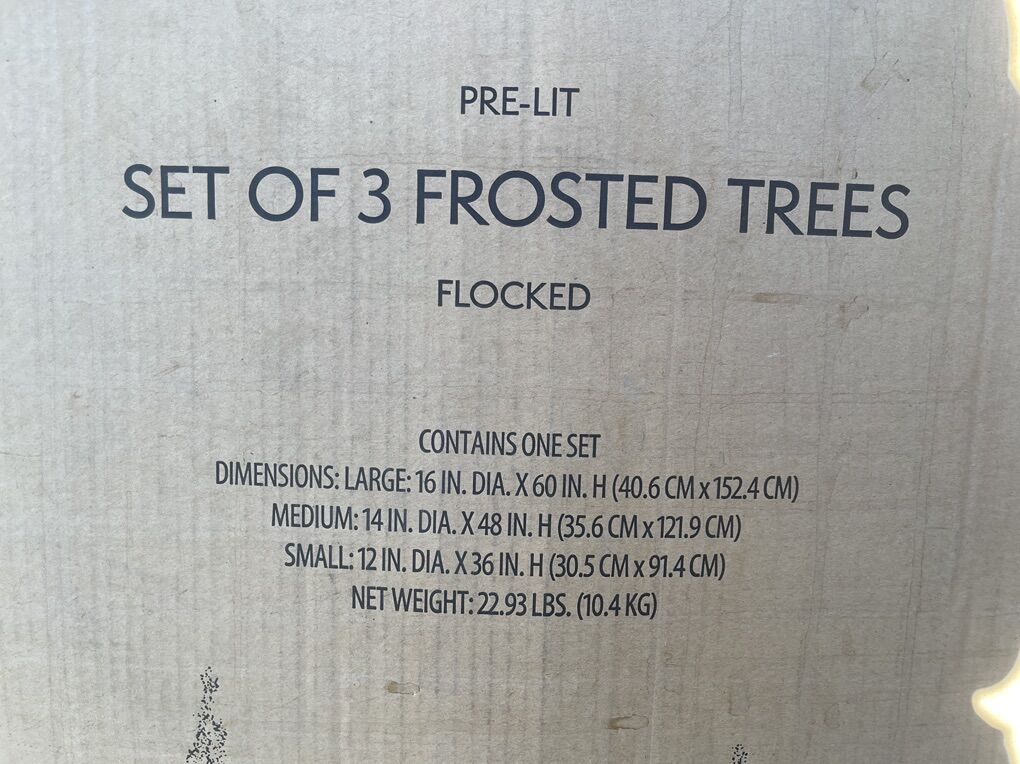 PRE-LIT
SET OF 3 FROSTED TREES
FLOCKED
CONTAINS ONE SET
DIMENSIONS: LARGE: 16 IN. DIA. X 60 IN. H (40.6 CM x 152.4 CM)
MEDIUM: 14 IN. DIA. X 48 IN. H (35.6 CM x 121.9 CM)
SMALL: 12 IN. DIA. X 36 IN. H (30.5 CM x 91.4 CM)
NET WEIGHT: 22.93 LBS. (10.4 KG)